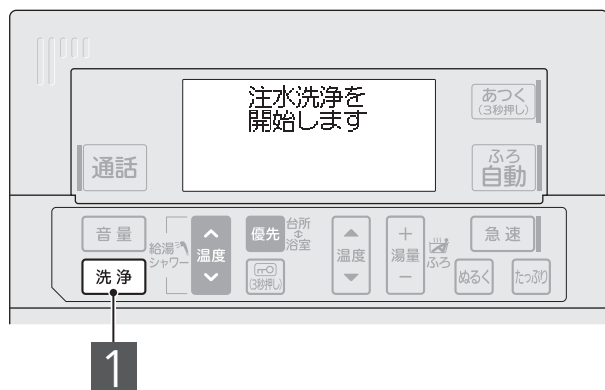 注水洗浄を
開始します
あつく
(3秒押し)
通話
ふろ
自動
音量
給湯
シャワー
温度
優先
台所
浴室
温度
湯量
ふろ
急速
洗浄
(3秒押し)
ぬるく
たっぷり
1